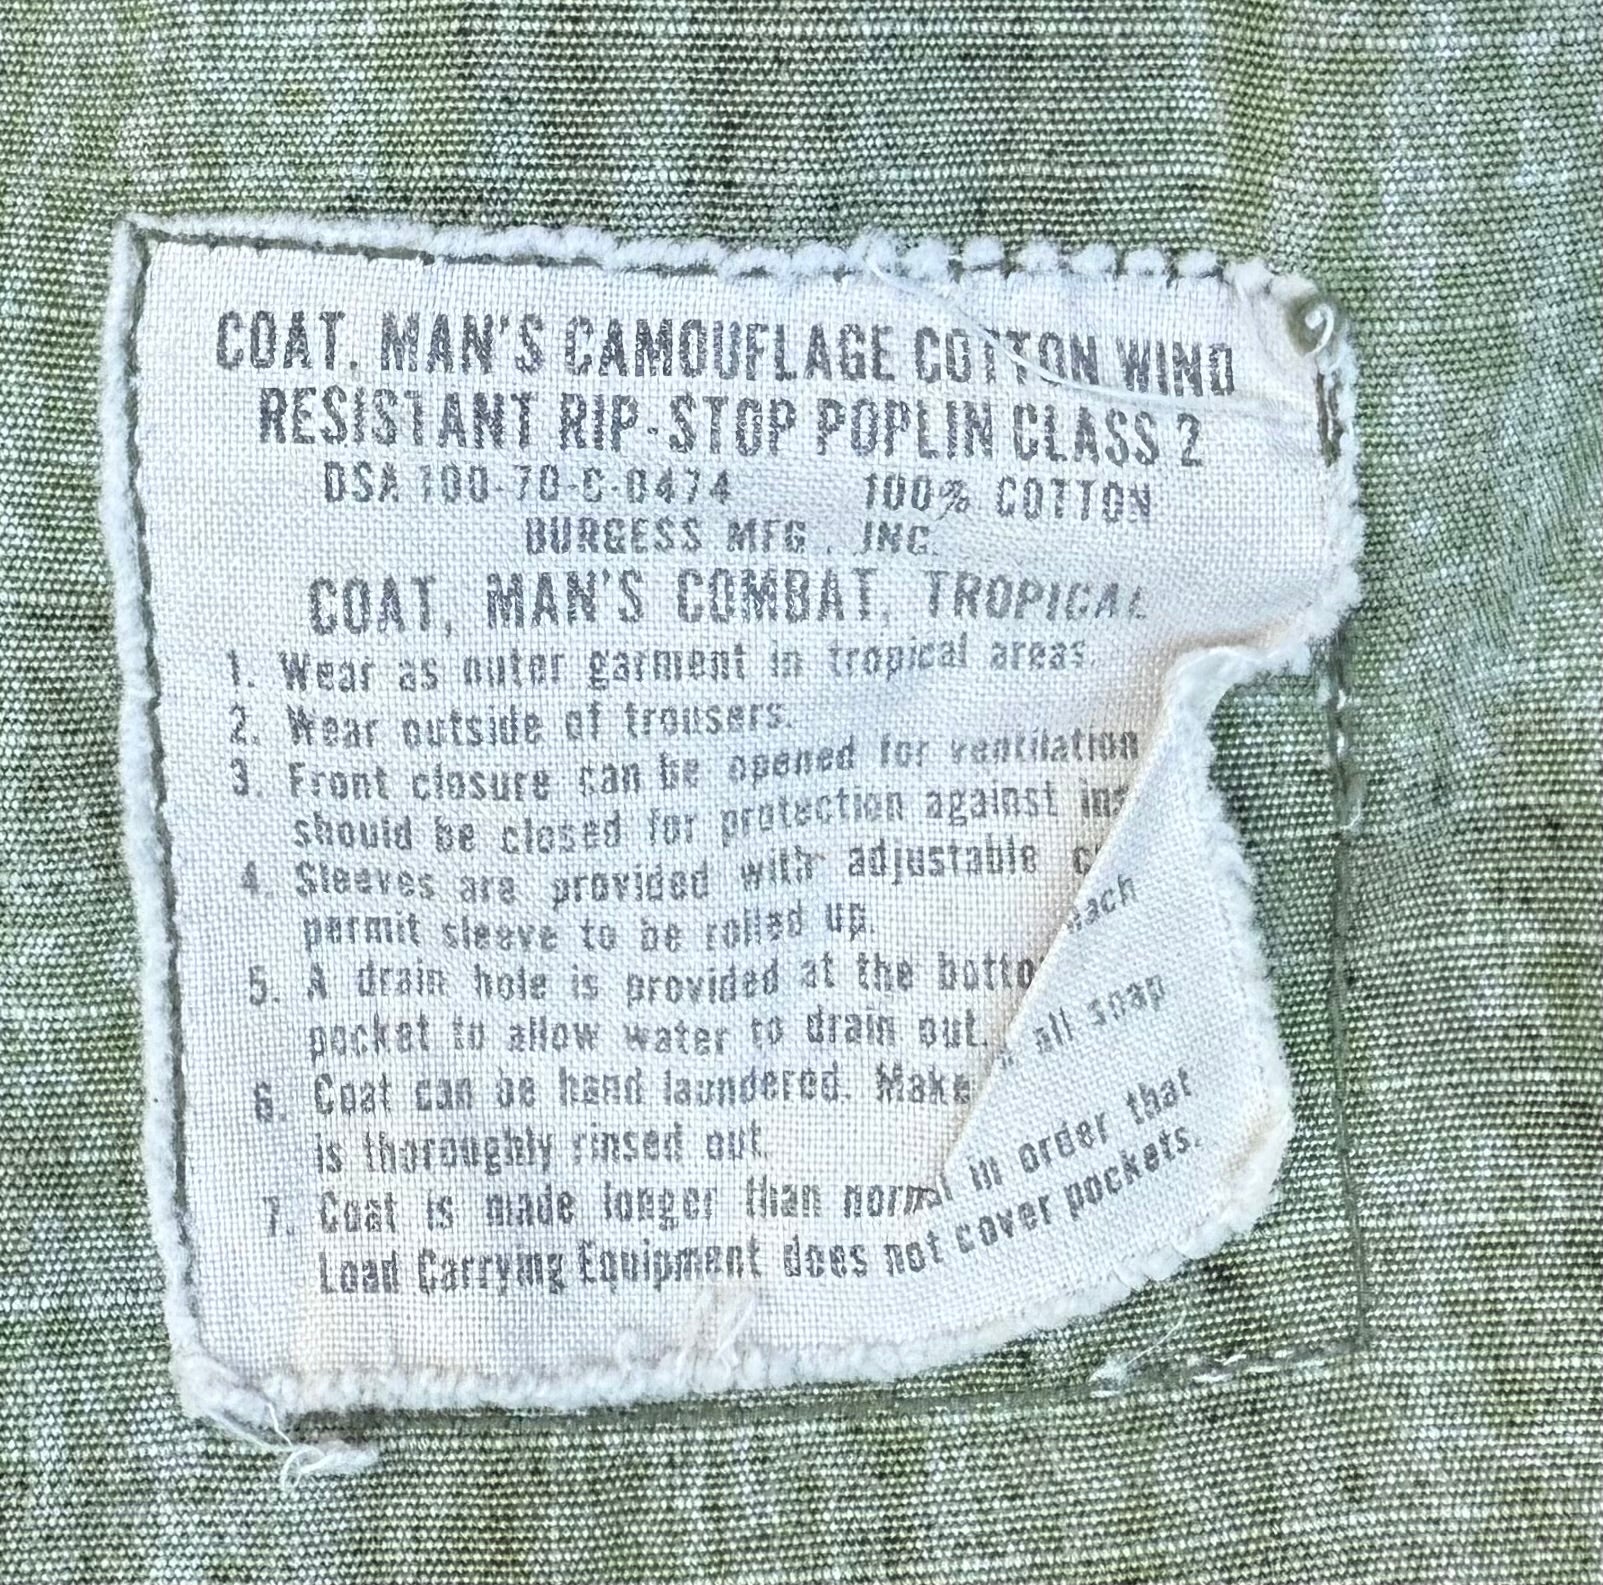 COAT, MAN'S CAMOUFLAGE COTTON WIND
RESISTANT RIP-STOP POPLIN CLASS 2
DSA 100-70-C-0474 100% COTTON
BURGESS MFG., INC.
COAT, MAN'S COMBAT, TROPICAL
1. Wear as outer garment in tropical areas.
2. Wear outside of trousers.
3. Front closure can be opened for ventilation
should be closed for protection against ins
4. Sleeves are provided with adjustable c
permit sleeve to be rolled up.
5. A drain hole is provided at the botto each
pocket to allow water to drain out.
6. Coat can be hand laundered. Make all snap
is thoroughly rinsed out.
7. Coat is made longer than normal in order that
Load Carrying Equipment does not cover pockets.